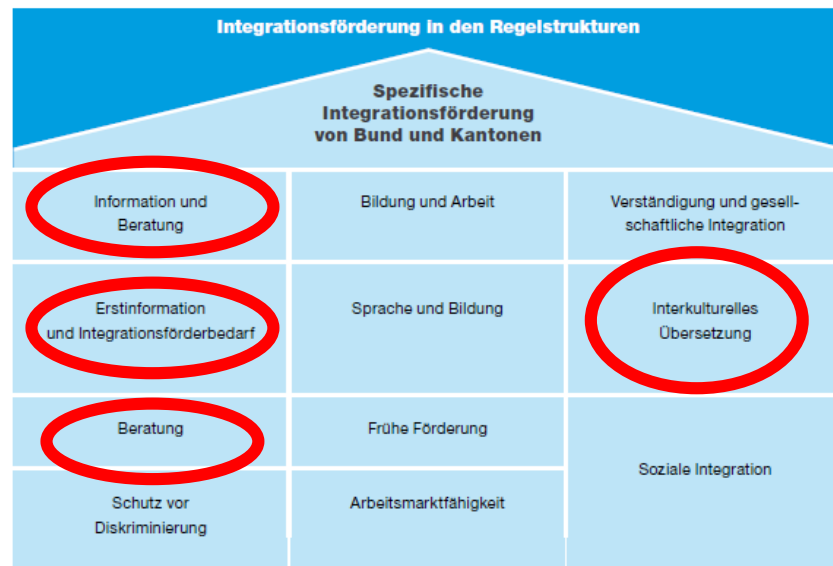 Integrationsförderung in den Regelstrukturen
Spezifische
Integrationsförderung
von Bund und Kantonen
Information und
Beratung
Bildung und Arbeit
Verständigung und gesell-
schaftliche Integration
Erstinformation
und Integrationsförderbedarf
Sprache und Bildung
Interkulturelles
Übersetzung
Beratung
Frühe Förderung
Soziale Integration
Schutz vor
Diskriminierung
Arbeitsmarktfähigkeit